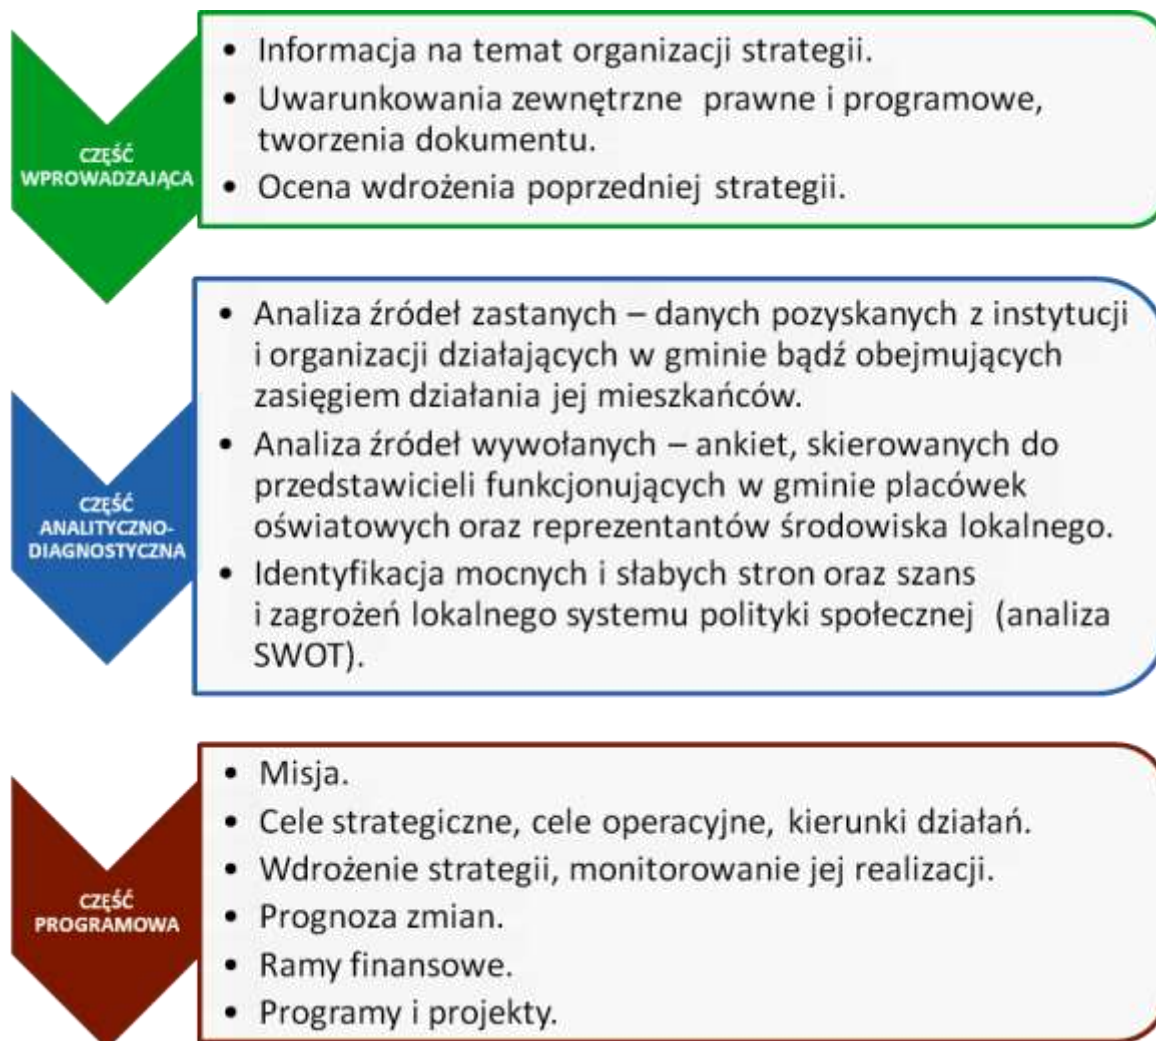 CZĘŚĆ
WPROWADZAJĄCA
• Informacja na temat organizacji strategii.
• Uwarunkowania zewnętrzne prawne i programowe,
tworzenia dokumentu.
• Ocena wdrożenia poprzedniej strategii.
CZĘŚĆ
ANALITYCZNO-
DIAGNOSTYCZNA
• Analiza źródeł zastanych – danych pozyskanych z instytucji
i organizacji działających w gminie bądź obejmujących
zasięgiem działania jej mieszkańców.
• Analiza źródeł wywołanych – ankiet, skierowanych do
przedstawicieli funkcjonujących w gminie placówek
oświatowych oraz reprezentantów środowiska lokalnego.
• Identyfikacja mocnych i słabych stron oraz szans
i zagrożeń lokalnego systemu polityki społecznej (analiza
SWOT).
CZĘŚĆ
PROGRAMOWA
• Misja.
• Cele strategiczne, cele operacyjne, kierunki działań.
• Wdrożenie strategii, monitorowanie jej realizacji.
• Prognoza zmian.
• Ramy finansowe.
• Programy i projekty.